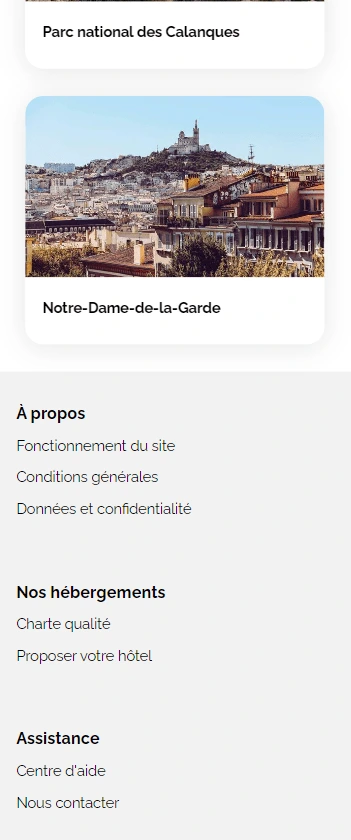 Parc national des Calanques
Notre-Dame-de-la-Garde
À propos
Fonctionnement du site
Conditions générales
Données et confidentialité
Nos hébergements
Charte qualité
Proposer votre hôtel
Assistance
Centre d'aide
Nous contacter